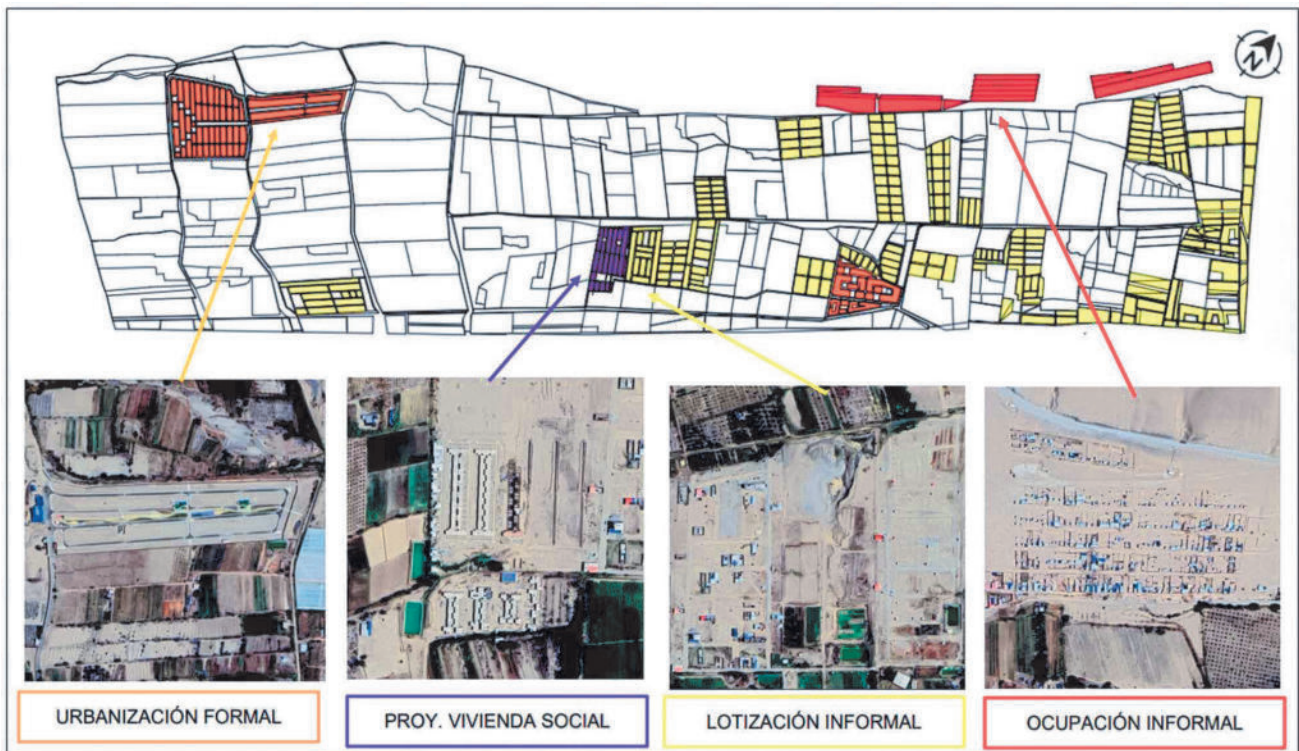 N
URBANIZACIÓN FORMAL
PROY. VIVIENDA SOCIAL
LOTIZACIÓN INFORMAL
OCUPACIÓN INFORMAL